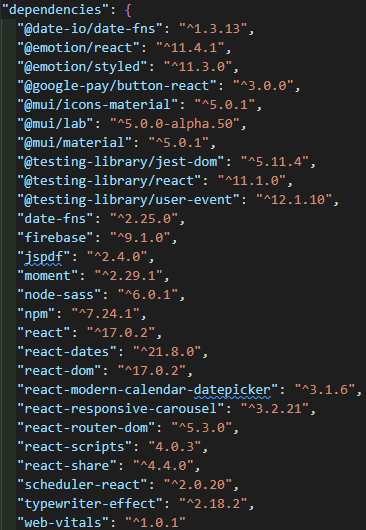 "dependencies": {
"@date-io/date-fns": "^1.3.13",
"@emotion/react": "^11.4.1",
"@emotion/styled": "^11.3.0",
"@google-pay/button-react": "^3.0.0",
"@mui/icons-material": "^5.0.1",
"@mui/lab": "^5.0.0-alpha.50",
"@mui/material": "^5.0.1",
"@testing-library/jest-dom": "^5.11.4",
"@testing-library/react": "^11.1.0",
"@testing-library/user-event": "^12.1.10",
"date-fns": "^2.25.0",
"firebase": "^9.1.0",
"jspdf": "^2.4.0",
"moment": "^2.29.1",
"node-sass": "^6.0.1",
"npm": "^7.24.1",
"react": "^17.0.2",
"react-dates": "^21.8.0",
"react-dom": "^17.0.2",
"react-modern-calendar-datepicker": "^3.1.6",
"react-responsive-carousel": "^3.2.21",
"react-router-dom": "^5.3.0",
"react-scripts": "4.0.3",
"react-share": "^4.4.0",
"scheduler-react": "^2.0.20",
"typewriter-effect": "^2.18.2",
"web-vitals": "^1.0.1"